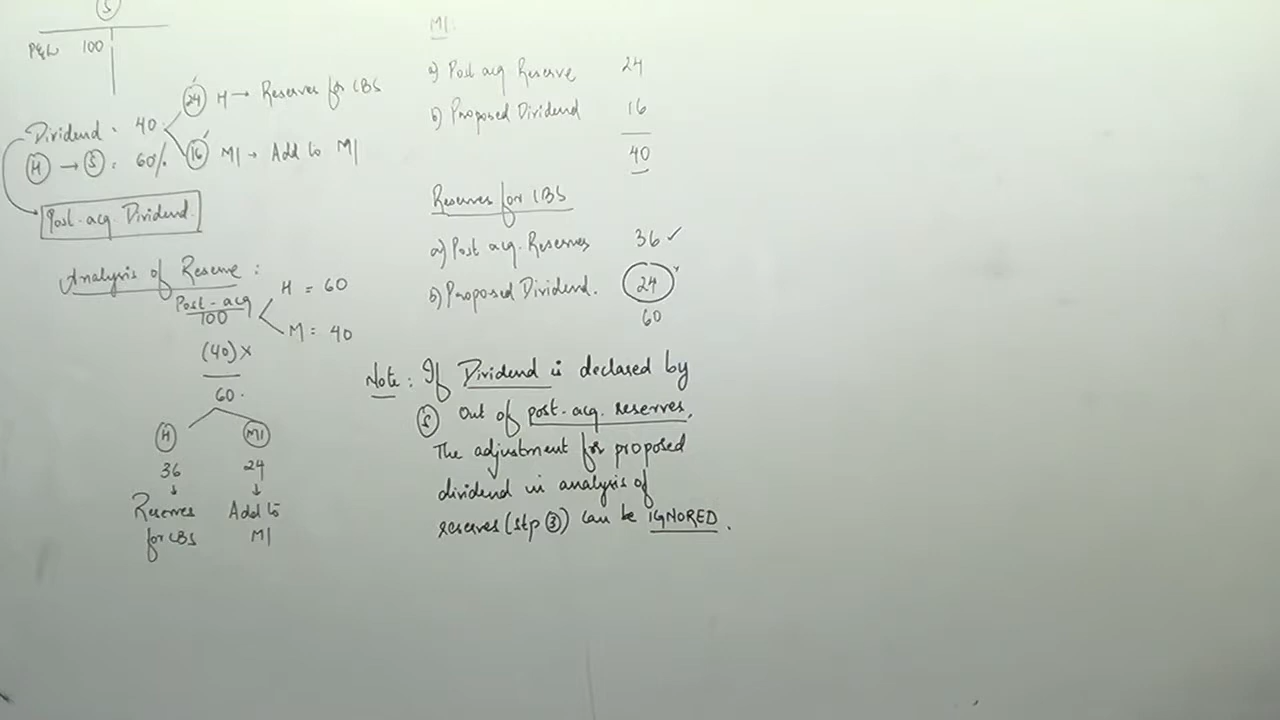 S
P&L 100
Dividend = 40
24 H → Reserves for CBS
16 MI → Add to MI
H → S = 60%
Post-acq. Dividend.
Analysis of Reserve :
Post-acq
100
H = 60
M = 40
(40) x
60.
H MI
36 24
Reserves Add to
for CBS MI
MI:
a) Post acq Reserve 24
b) Proposed Dividend 16
40
Reserves for CBS
a) Post acq. Reserves 36 ✓
b) Proposed Dividend. 24
60
Note : If Dividend is declared by
S out of post-acq. reserves,
The adjustment for proposed
dividend in analysis of
reserves (stp 3) can be IGNORED.